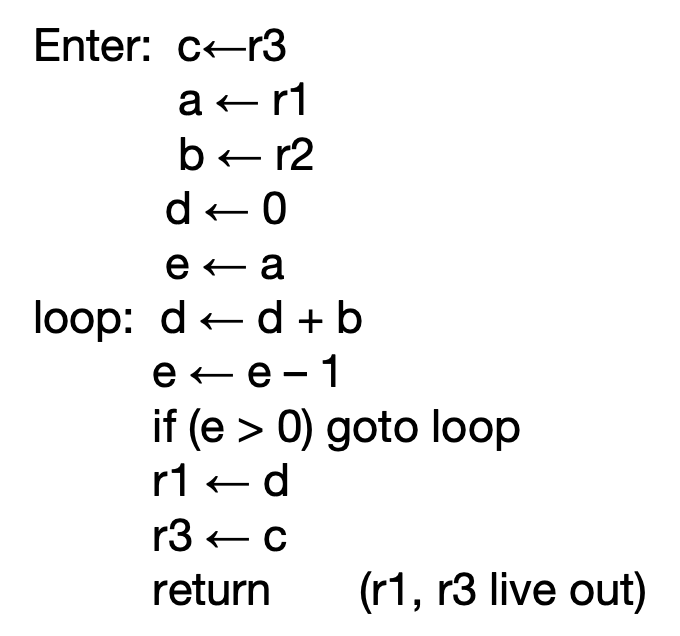 Enter: c←r3
a ← r1
b ← r2
d ← 0
e ← a
loop: d ← d + b
e ← e – 1
if (e > 0) goto loop
r1 ← d
r3 ← c
return (r1, r3 live out)